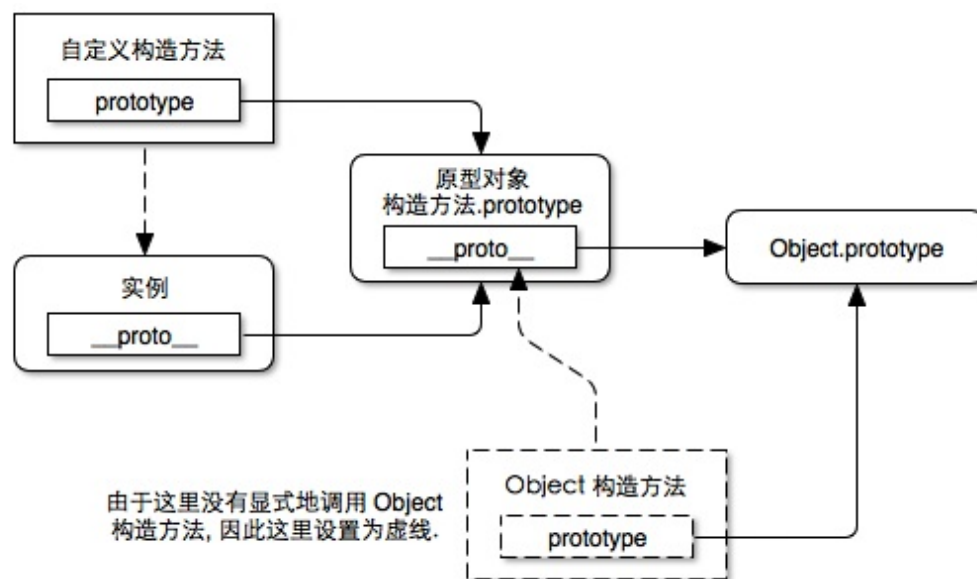 自定义构造方法
prototype
原型对象
构造方法.prototype
__proto__
Object.prototype
实例
__proto__
由于这里没有显式地调用 Object
构造方法, 因此这里设置为虚线.
Object 构造方法
prototype